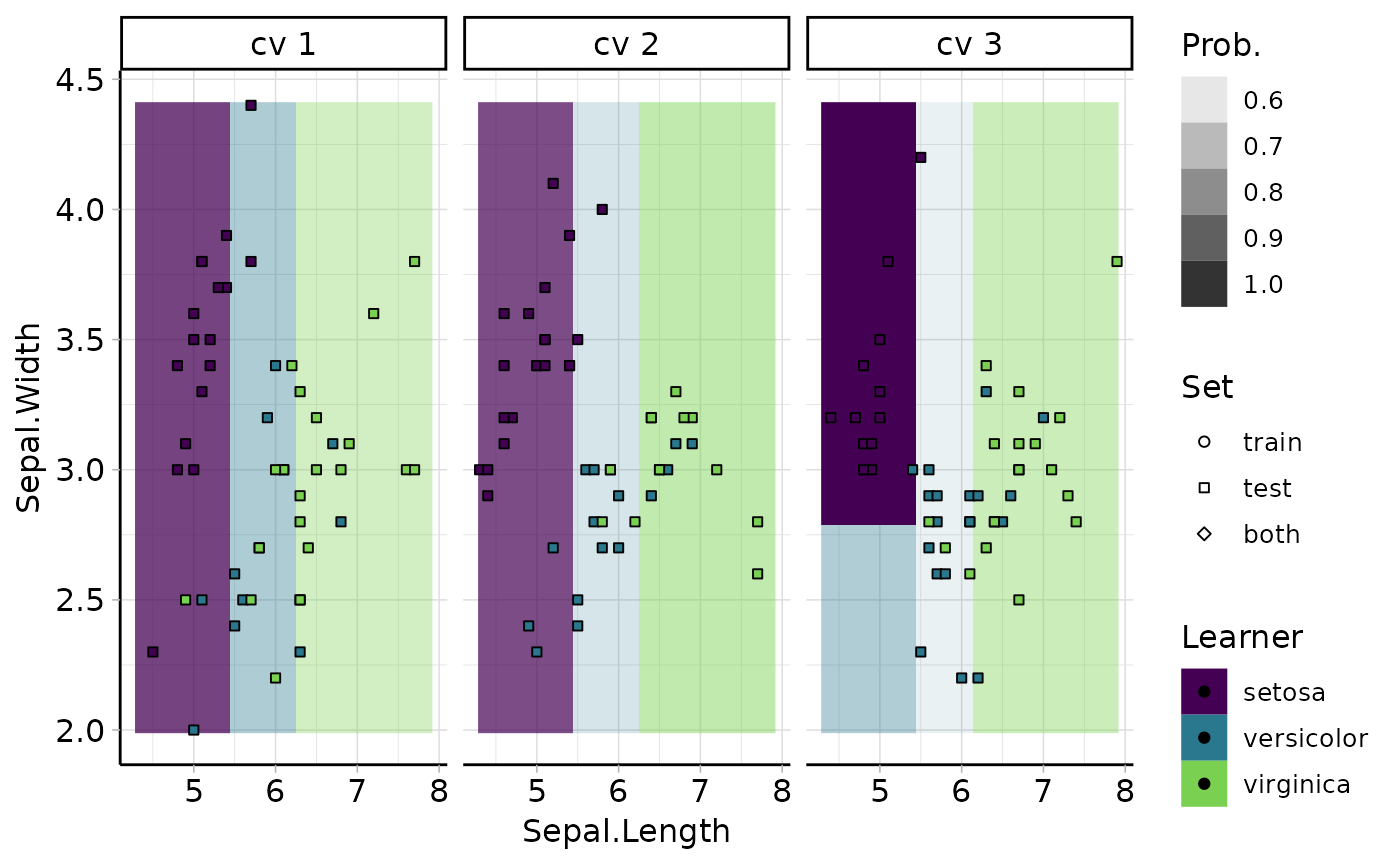 cv 1
cv 2
cv 3
4.5
4.0
3.5
3.0
2.5
2.0
Sepal.Width
5 6 7 8
5 6 7 8
5 6 7 8
Sepal.Length
Prob.
0.6
0.7
0.8
0.9
1.0
Set
train
test
both
Learner
setosa
versicolor
virginica